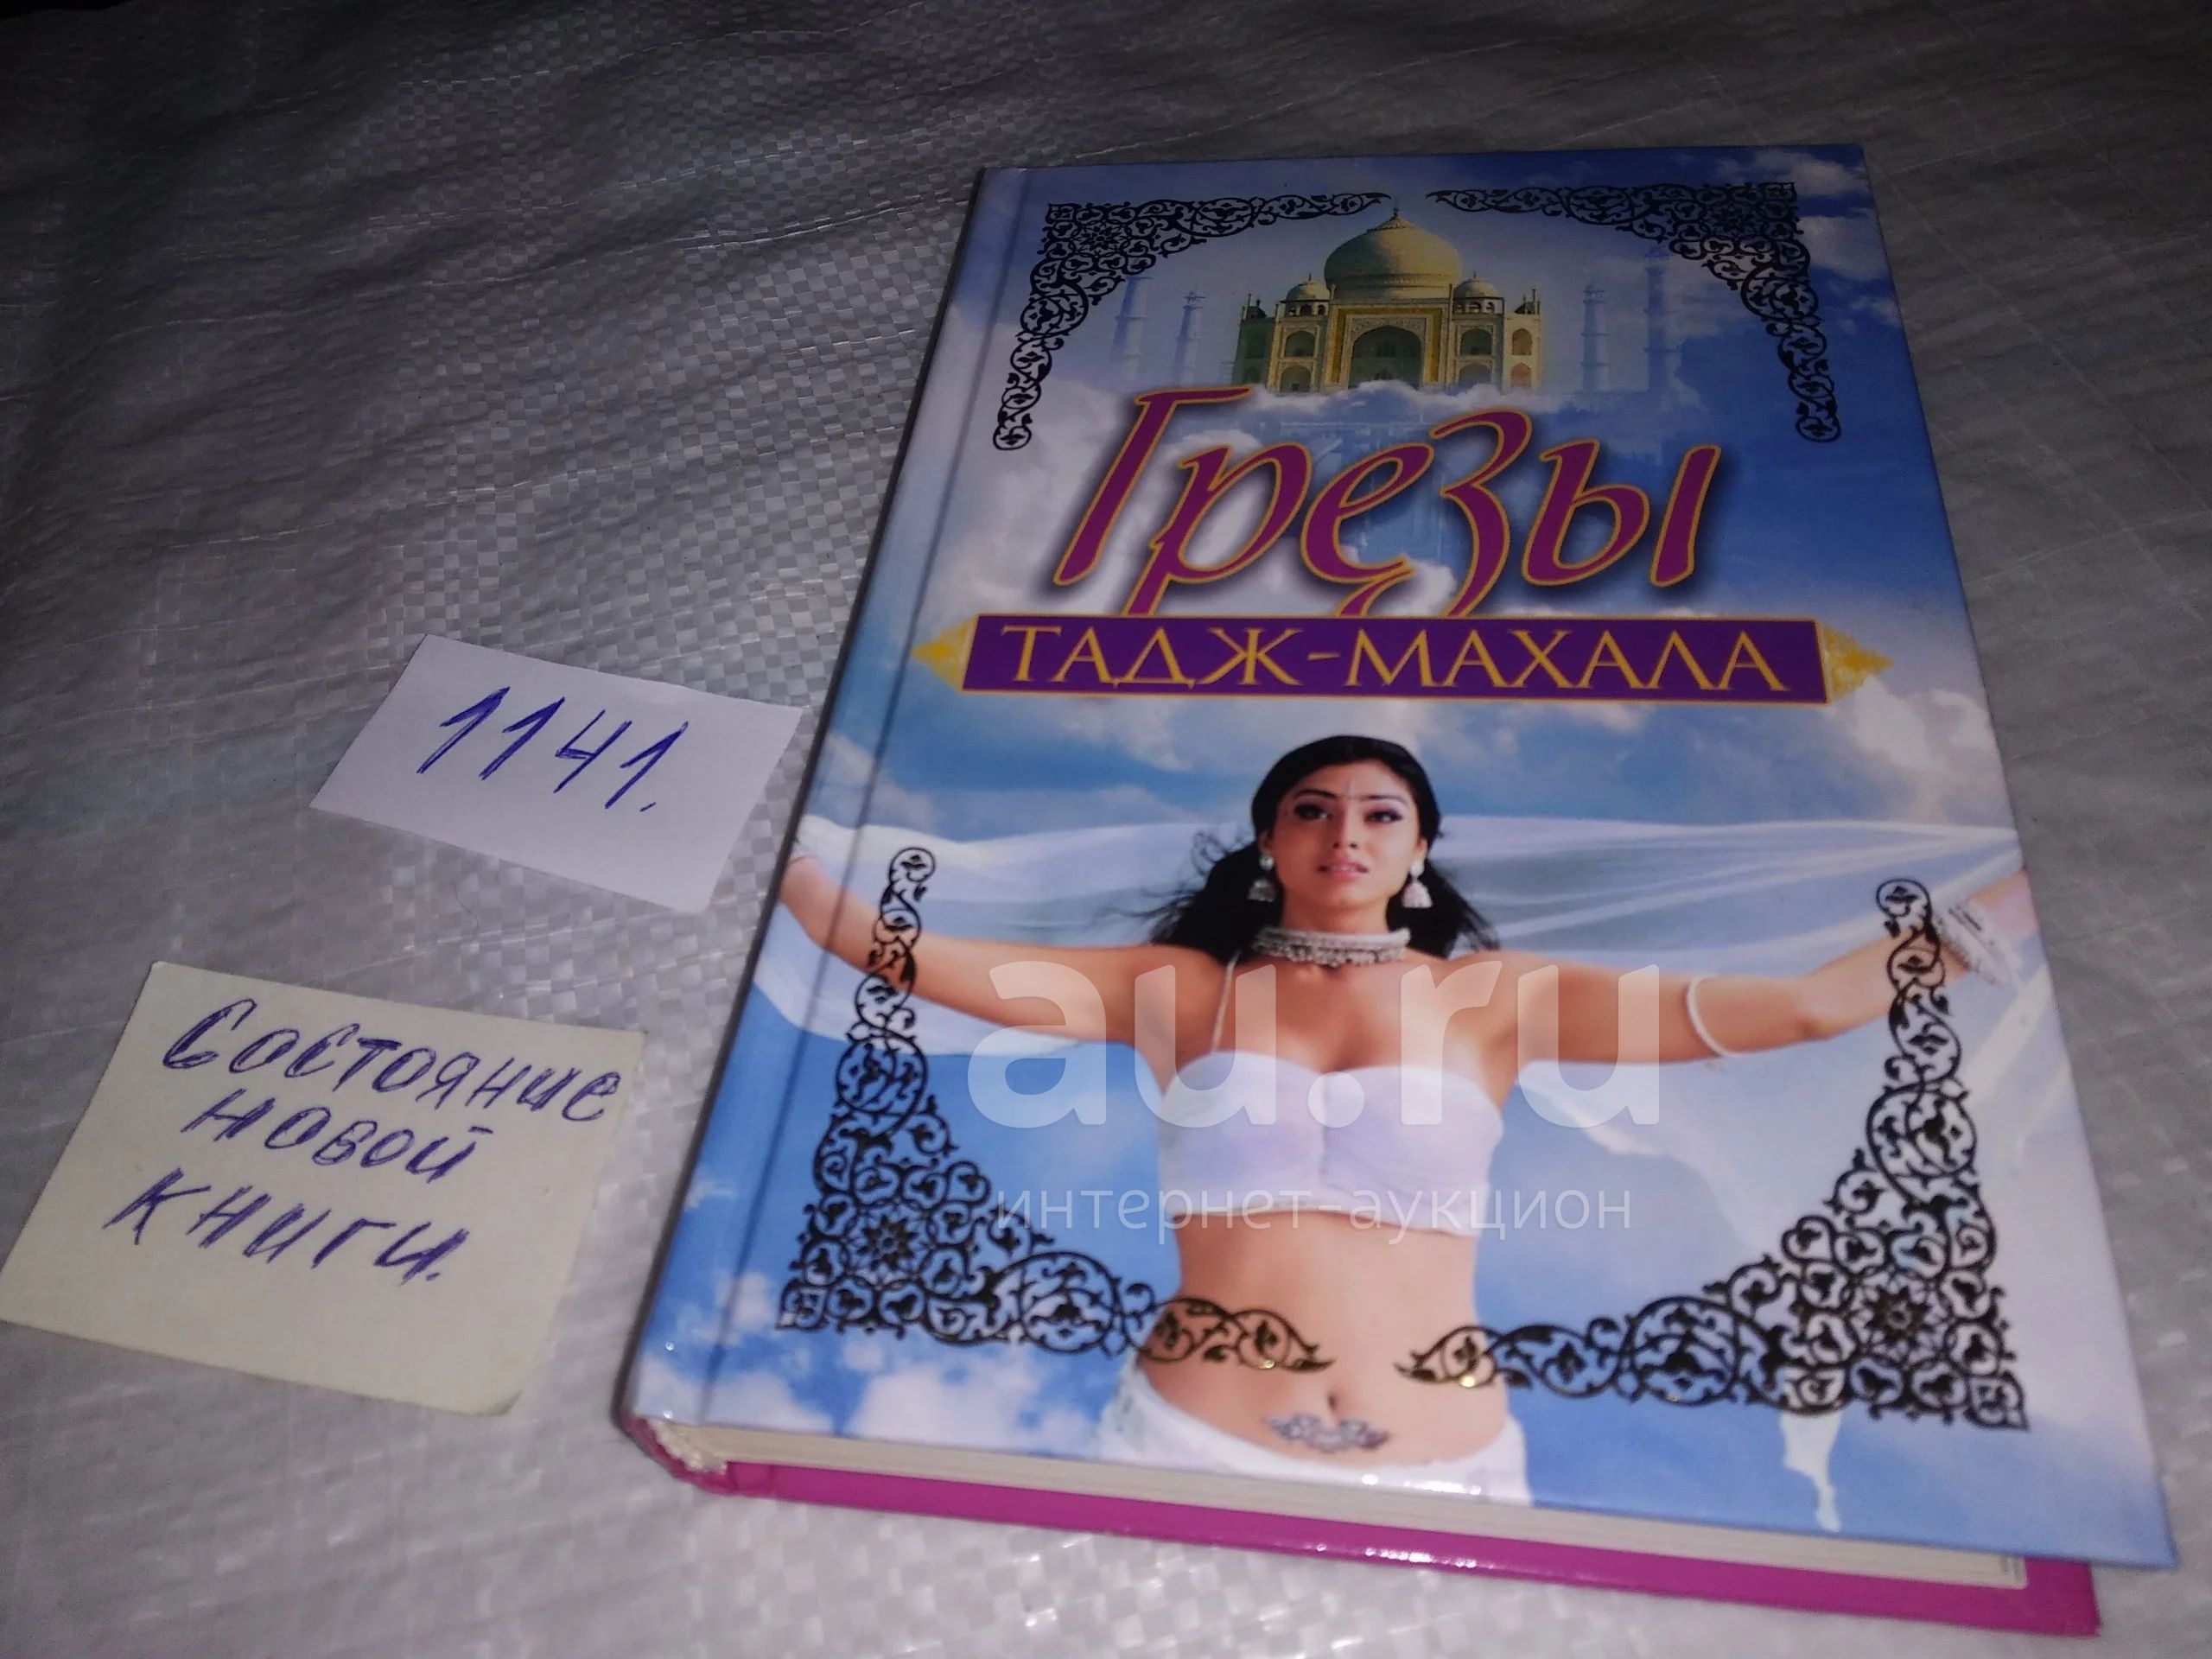 Грезы
ТАДЖ-МАХАЛА
1141.
Состояние
новой
книги.
au.ru
интернет-аукцион